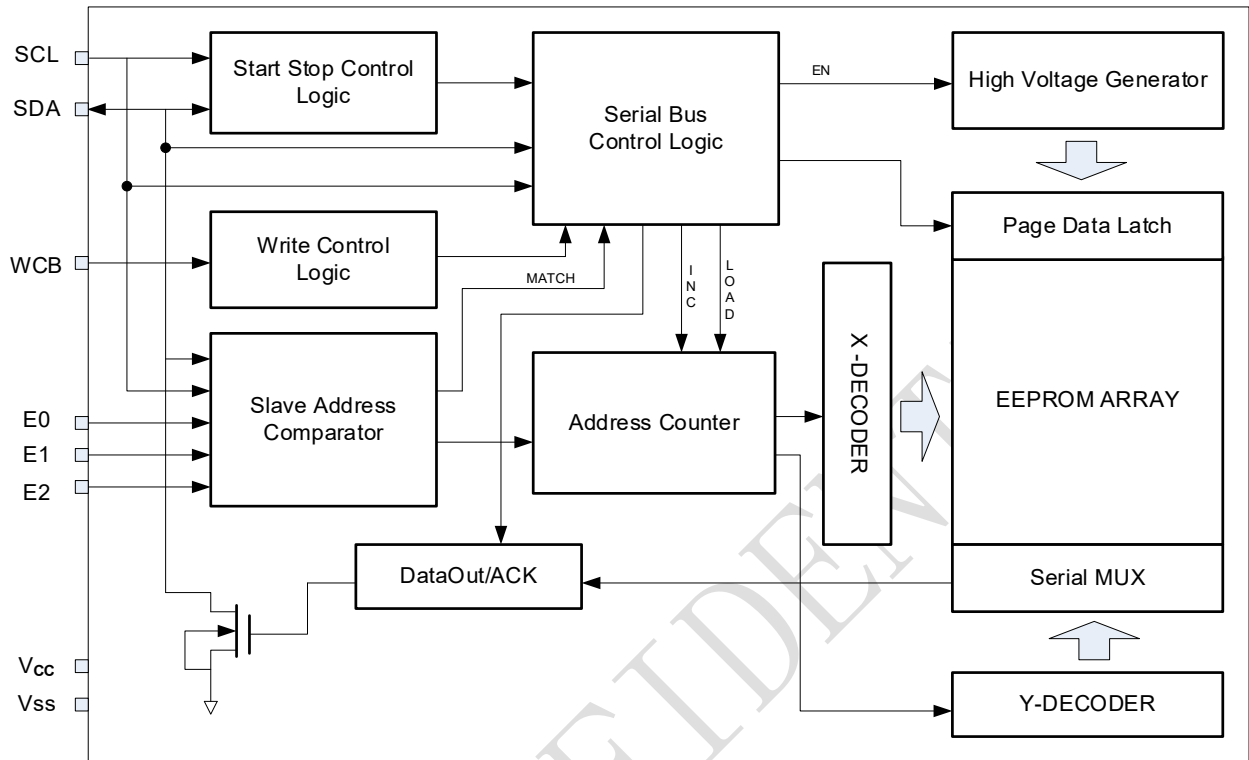 SCL
SDA
WCB
E0
E1
E2
Vcc
Vss
Start Stop Control
Logic
Write Control
Logic
Slave Address
Comparator
Serial Bus
Control Logic
MATCH
INC
LOAD
EN
High Voltage Generator
Page Data Latch
EEPROM ARRAY
Serial MUX
X -DECODER
Address Counter
DataOut/ACK
Y-DECODER